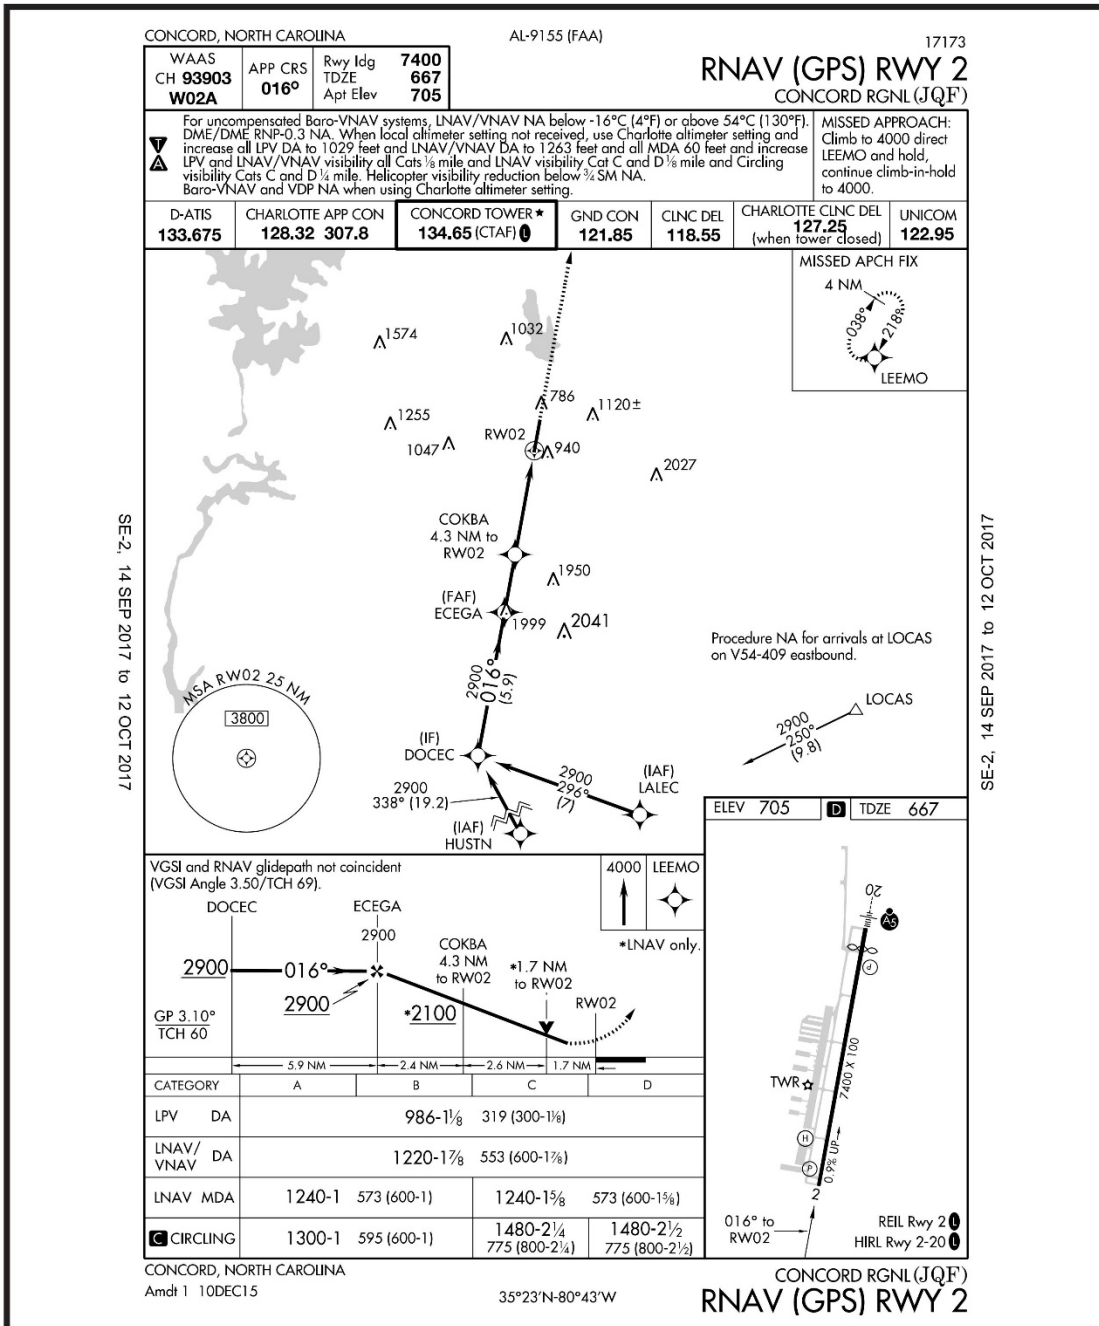 CONCORD, NORTH CAROLINA
AL-9155 (FAA)
17173
WAAS
CH 93903
W02A
APP CRS
016°
Rwy ldg 7400
TDZE 667
Apt Elev 705
RNAV (GPS) RWY 2
CONCORD RGNL (JQF)
T
A
For uncompensated Baro-VNAV systems, LNAV/VNAV NA below -16°C (4°F) or above 54°C (130°F).
DME/DME RNP-0.3 NA. When local altimeter setting not received, use Charlotte altimeter setting and
increase all LPV DA to 1029 feet and LNAV/VNAV DA to 1263 feet and all MDA 60 feet and increase
LPV and LNAV/VNAV visibility all Cats ⅛ mile and LNAV visibility Cat C and D ⅛ mile and Circling
visibility Cats C and D ¼ mile. Helicopter visibility reduction below ¾ SM NA.
Baro-VNAV and VDP NA when using Charlotte altimeter setting.
MISSED APPROACH:
Climb to 4000 direct
LEEMO and hold,
continue climb-in-hold
to 4000.
D-ATIS
133.675
CHARLOTTE APP CON
128.32 307.8
CONCORD TOWER ★
134.65 (CTAF) L
GND CON
121.85
CLNC DEL
118.55
CHARLOTTE CLNC DEL
127.25
(when tower closed)
UNICOM
122.95
MISSED APCH FIX
4 NM
038°
218°
LEEMO
1574
1032
786
1120±
1255
1047
RW02
940
2027
COKBA
4.3 NM to
RW02
1950
(FAF)
ECEGA
1999
2041
2900
016°
(5.9)
Procedure NA for arrivals at LOCAS
on V54-409 eastbound.
LOCAS
2900
250°
(9.8)
MSA RW02 25 NM
3800
(IF)
DOCEC
2900
296°
(7)
(IAF)
LALEC
2900
338° (19.2)
(IAF)
HUSTN
SE-2, 14 SEP 2017 to 12 OCT 2017
SE-2, 14 SEP 2017 to 12 OCT 2017
VGSI and RNAV glidepath not coincident
(VGSI Angle 3.50/TCH 69).
4000
LEEMO
*LNAV only.
DOCEC
ECEGA
2900
COKBA
4.3 NM
to RW02
*1.7 NM
to RW02
RW02
2900
016°
2900
*2100
GP 3.10°
TCH 60
5.9 NM
2.4 NM
2.6 NM
1.7 NM
CATEGORY A B C D
LPV DA 986-1⅛ 319 (300-1⅛)
LNAV/
VNAV DA 1220-1⅞ 553 (600-1⅞)
LNAV MDA 1240-1 573 (600-1) 1240-1⅝ 573 (600-1⅝)
C CIRCLING 1300-1 595 (600-1) 1480-2¼ 775 (800-2¼) 1480-2½ 775 (800-2½)
ELEV 705 D TDZE 667
20
A5
P
7400 X 100
TWR
H
P
0.9% UP
2
016° to
RW02
REIL Rwy 2 L
HIRL Rwy 2-20 L
CONCORD, NORTH CAROLINA
Amdt 1 10DEC15
35°23'N-80°43'W
CONCORD RGNL (JQF)
RNAV (GPS) RWY 2